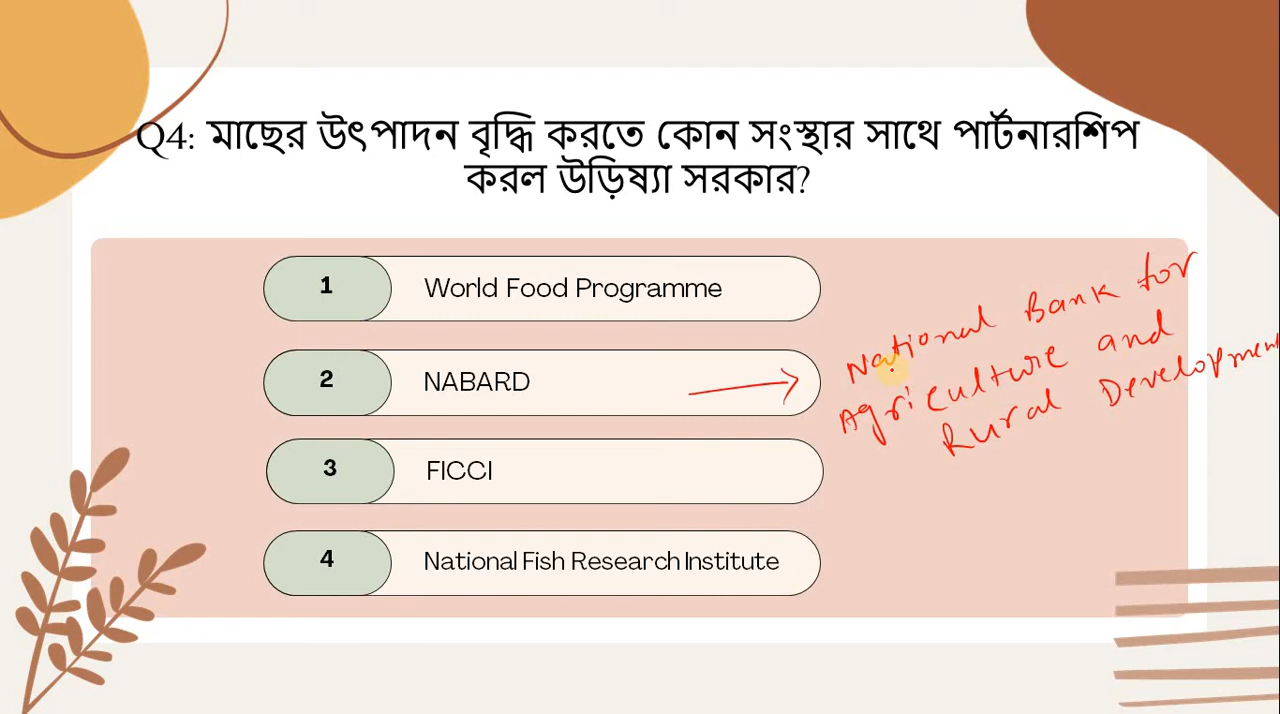 Q4: মাছের উৎপাদন বৃদ্ধি করতে কোন সংস্থার সাথে পার্টনারশিপ
করল উড়িষ্যা সরকার?
1 World Food Programme
2 NABARD
3 FICCI
4 National Fish Research Institute
National Bank for
Agriculture and
Rural Development